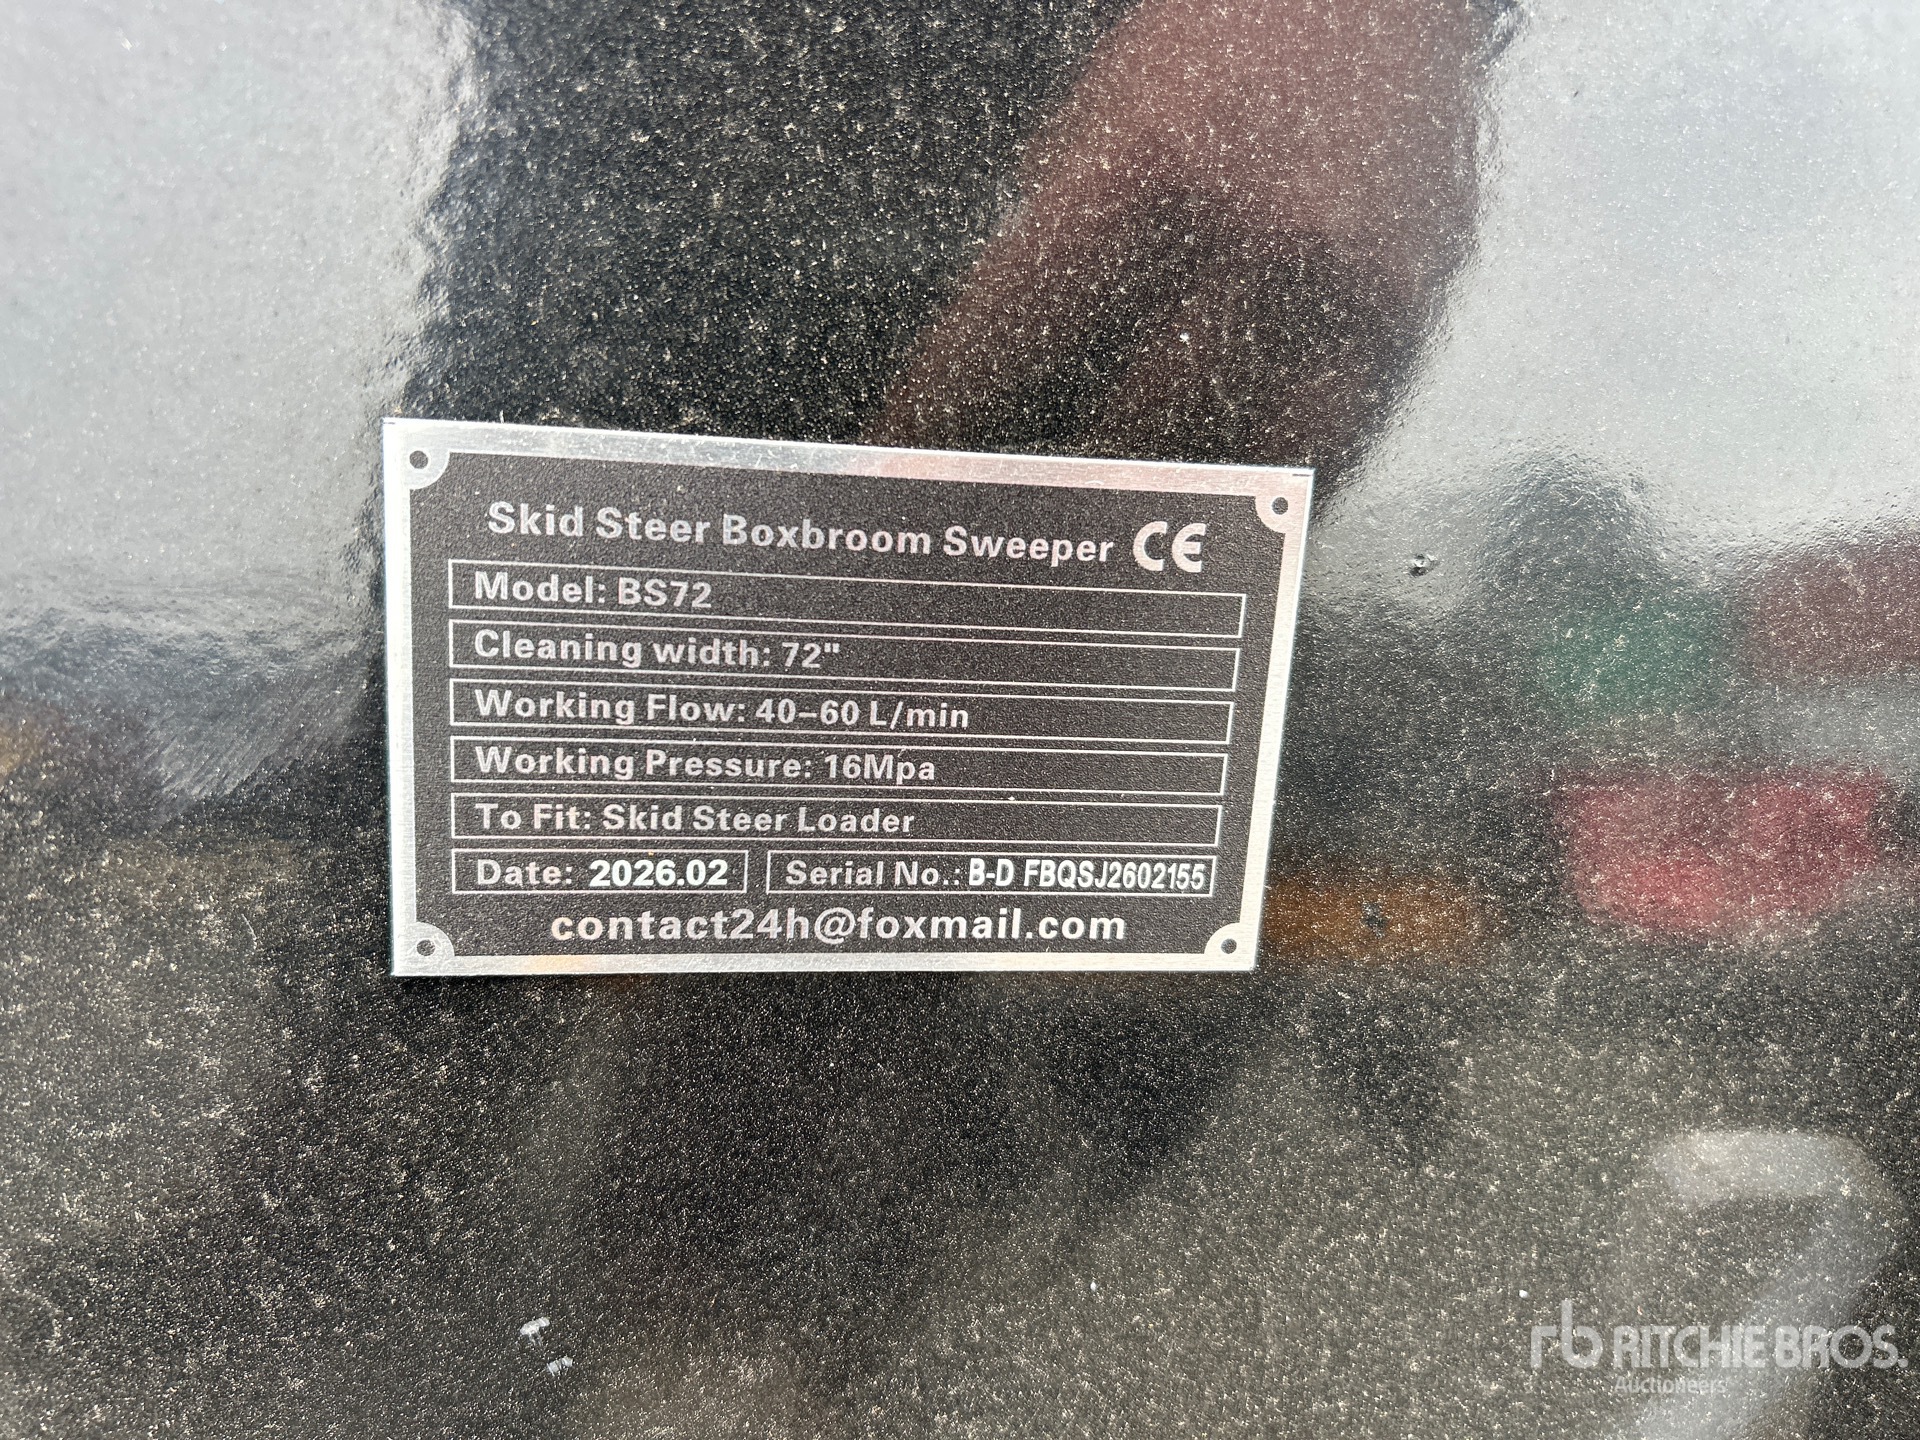 Skid Steer Boxbroom Sweeper CE
Model: BS72
Cleaning width: 72"
Working Flow: 40-60 L/min
Working Pressure: 16Mpa
To Fit: Skid Steer Loader
Date: 2026.02 Serial No.: B-D FBQSJ2602155
contact24h@foxmail.com
rb RITCHIE BROS.
Auctioneers